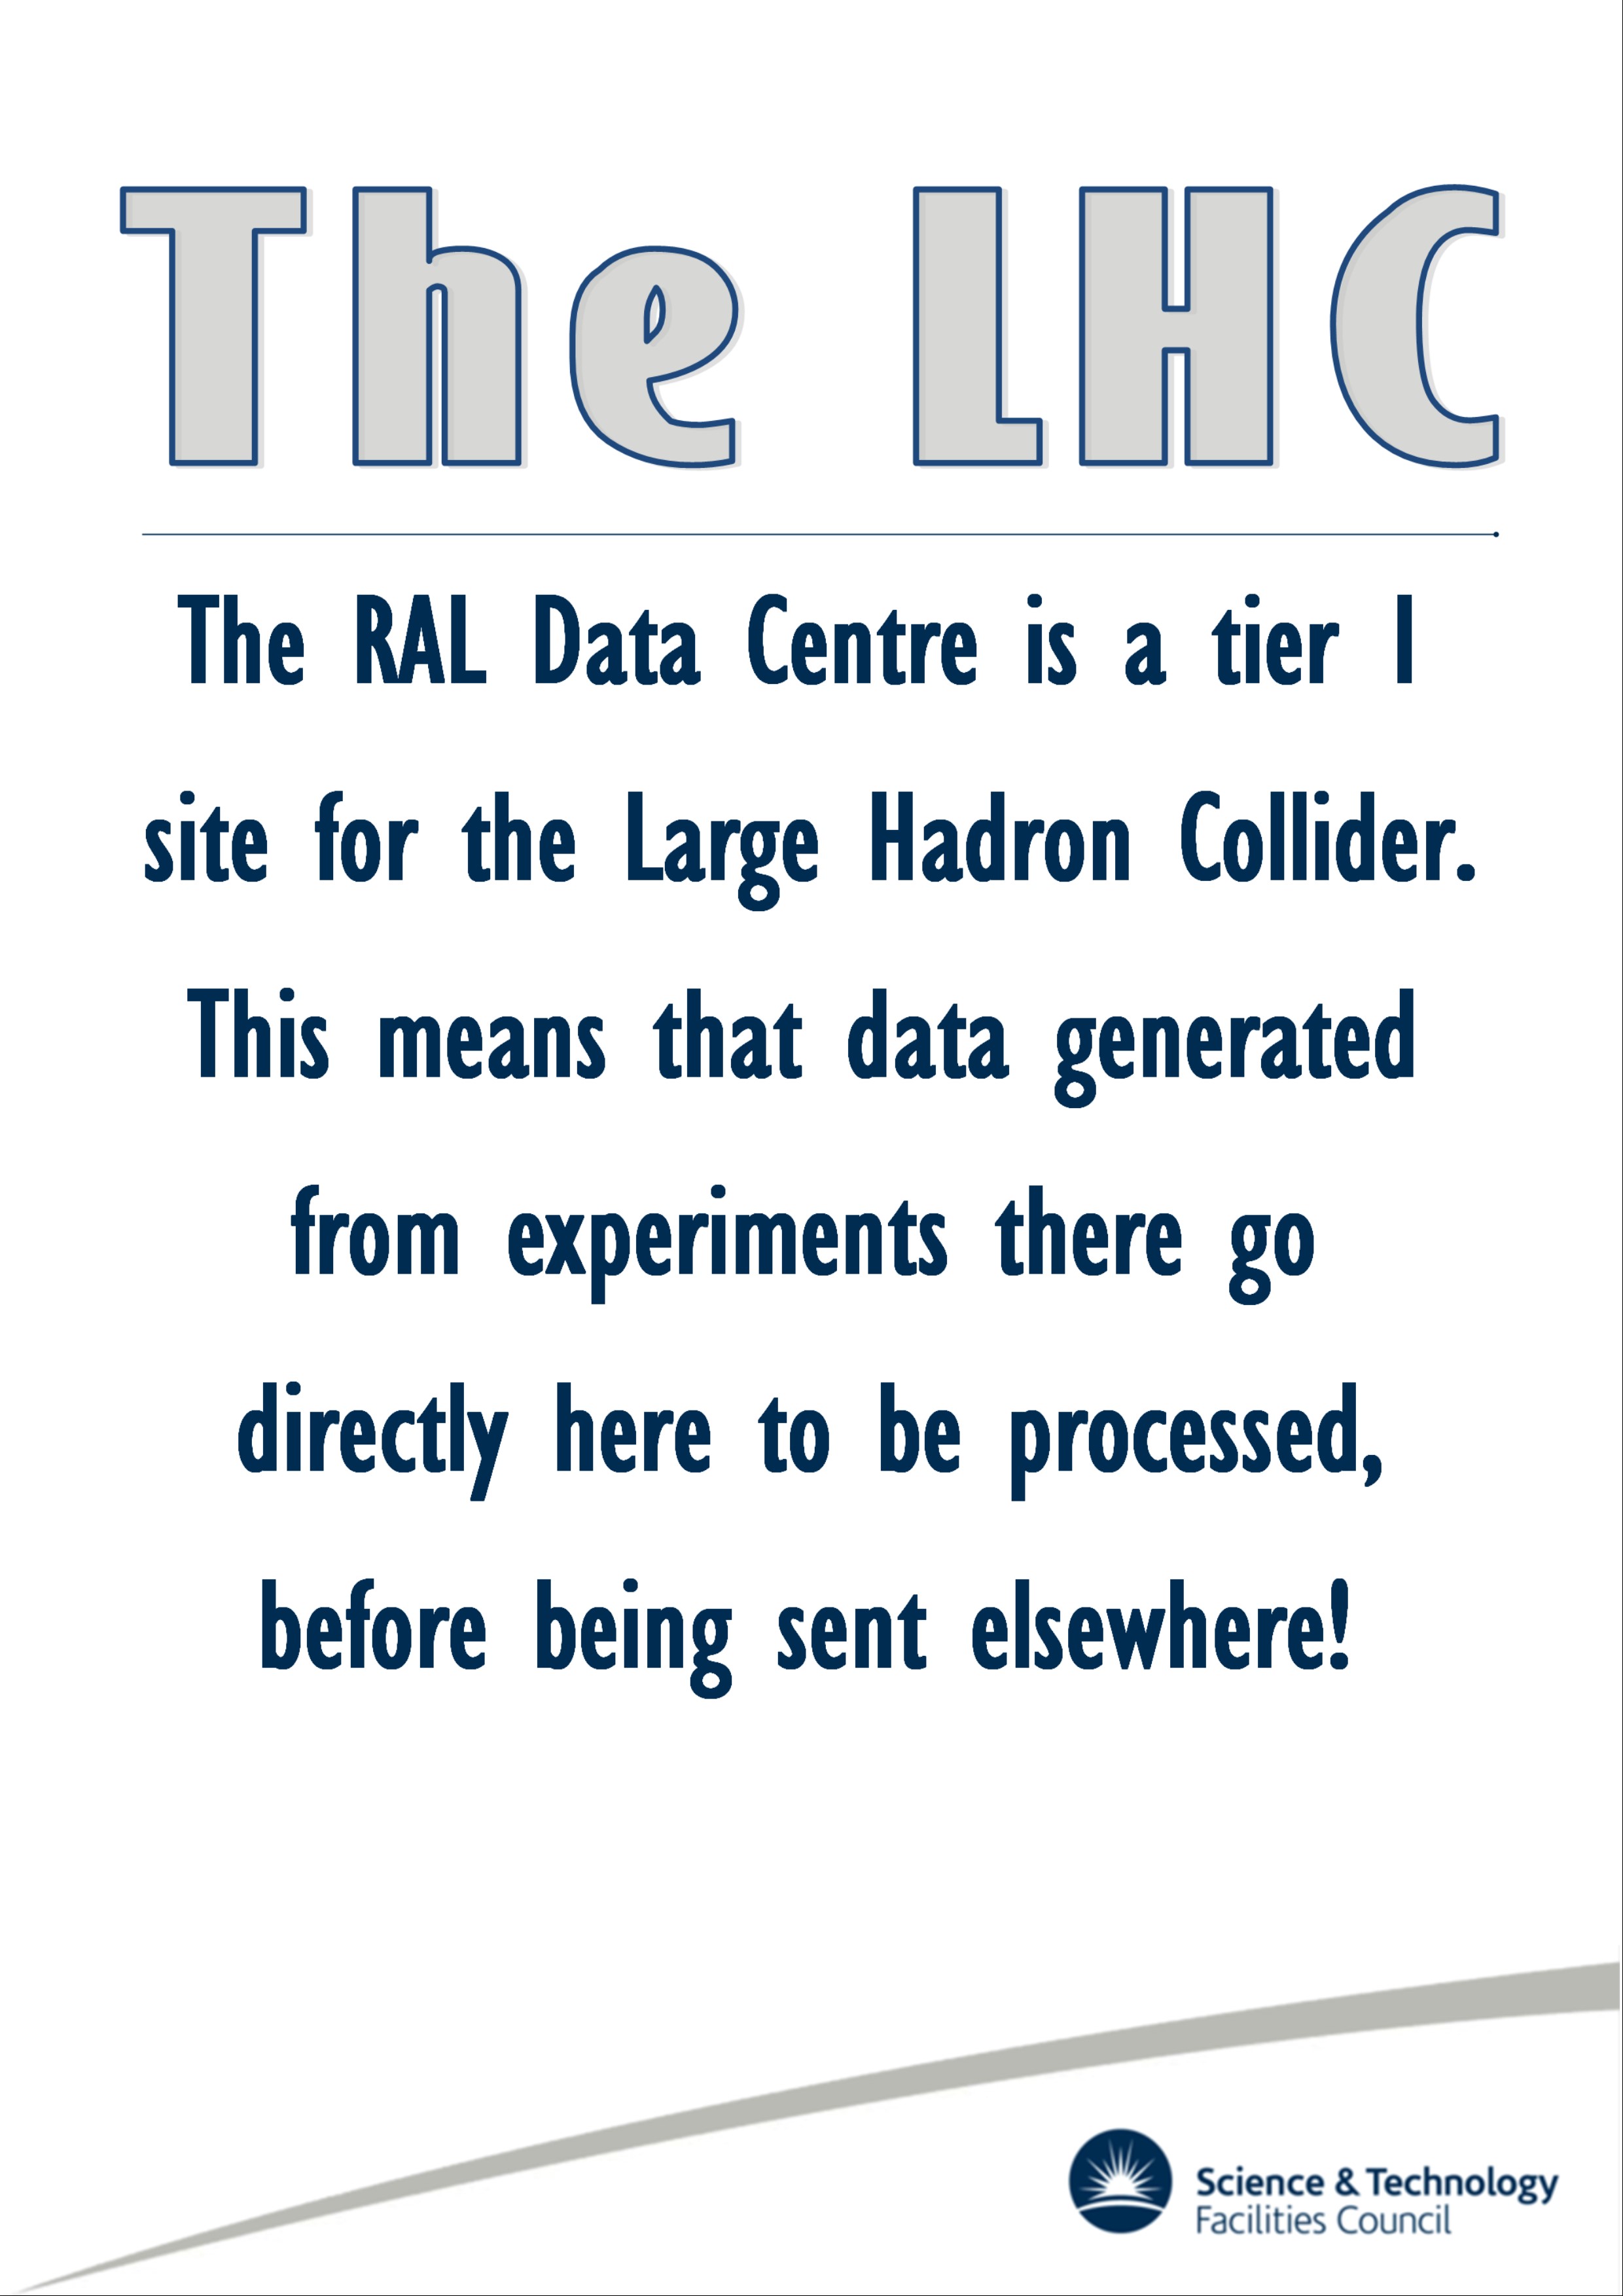 The LHC
The RAL Data Centre is a tier 1
site for the Large Hadron Collider.
This means that data generated
from experiments there go
directly here to be processed,
before being sent elsewhere!
Science & Technology
Facilities Council